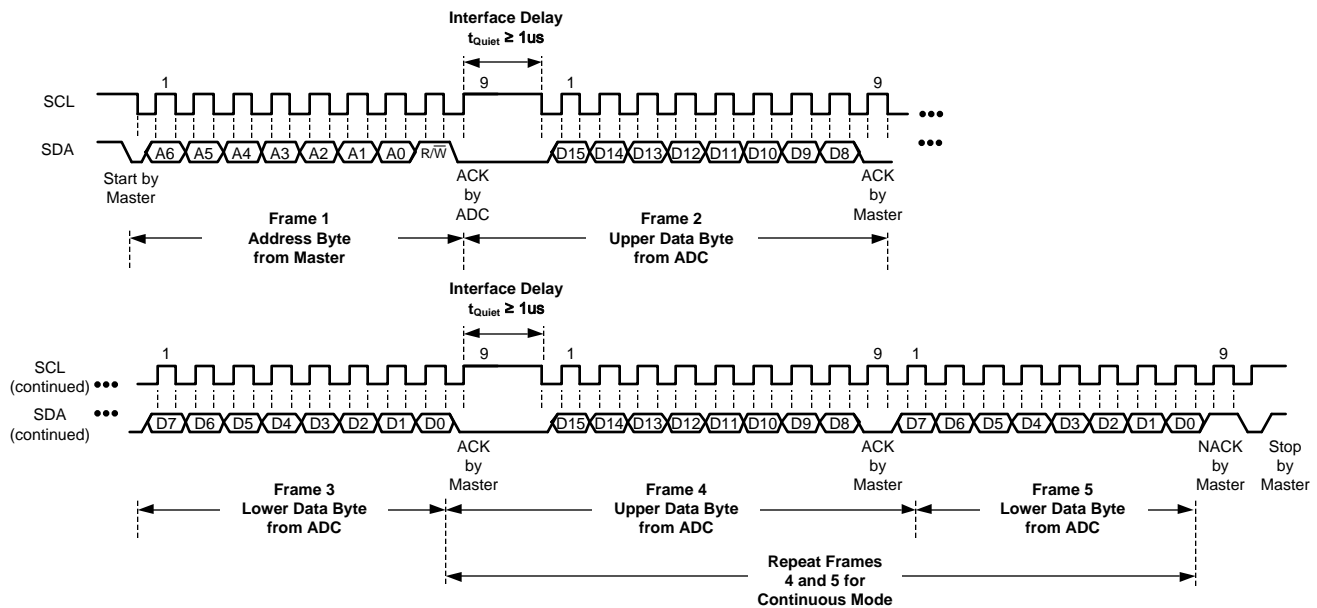 Interface Delay
tQuiet ≥ 1us
1 9 1 9
SCL
•••
SDA A6 A5 A4 A3 A2 A1 A0 R/W̅ D15 D14 D13 D12 D11 D10 D9 D8 •••
Start by
Master
ACK
by
ADC
ACK
by
Master
Frame 1
Address Byte
from Master
Frame 2
Upper Data Byte
from ADC
Interface Delay
tQuiet ≥ 1us
1 9 1 9 1 9
SCL
(continued) •••
SDA
(continued) •••
D7 D6 D5 D4 D3 D2 D1 D0 D15 D14 D13 D12 D11 D10 D9 D8 D7 D6 D5 D4 D3 D2 D1 D0
ACK
by
Master
ACK
by
Master
NACK
by
Master
Stop
by
Master
Frame 3
Lower Data Byte
from ADC
Frame 4
Upper Data Byte
from ADC
Frame 5
Lower Data Byte
from ADC
Repeat Frames
4 and 5 for
Continuous Mode